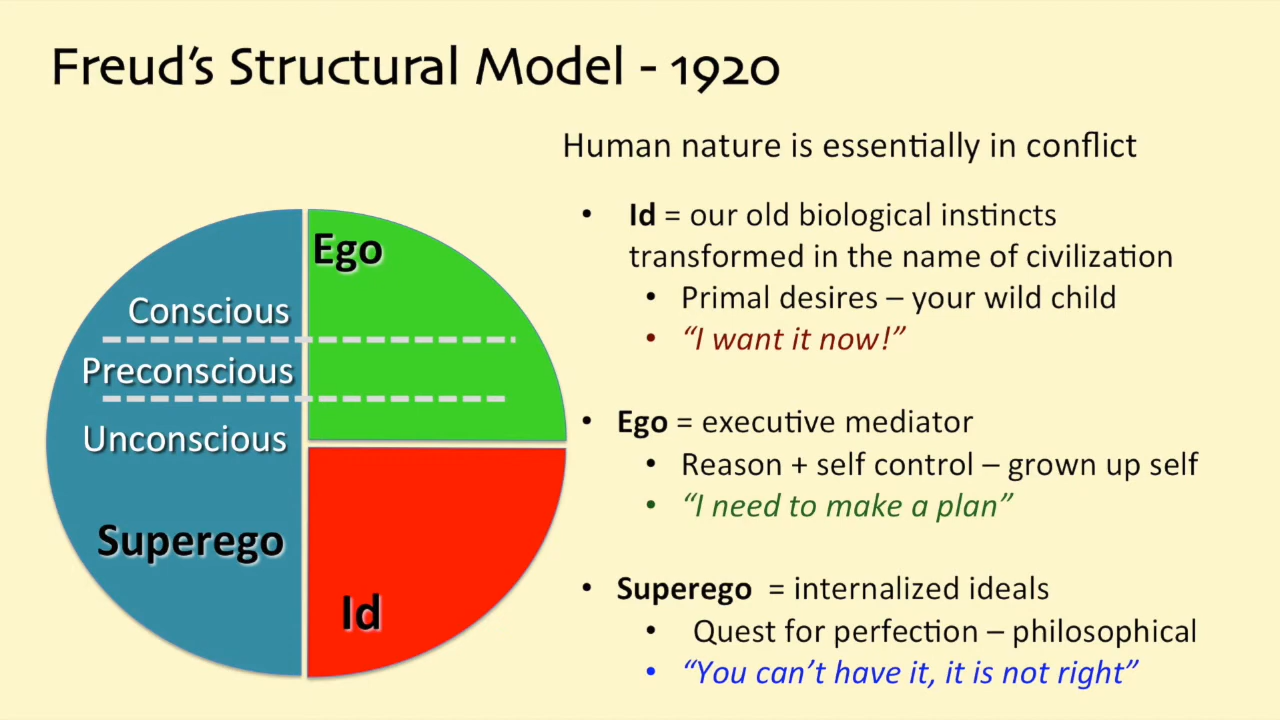 Freud's Structural Model - 1920
Human nature is essentially in conflict
• Id = our old biological instincts
transformed in the name of civilization
• Primal desires – your wild child
• “I want it now!”
• Ego = executive mediator
• Reason + self control – grown up self
• “I need to make a plan”
• Superego = internalized ideals
• Quest for perfection – philosophical
• “You can’t have it, it is not right”
Ego
Conscious
Preconscious
Unconscious
Superego
Id